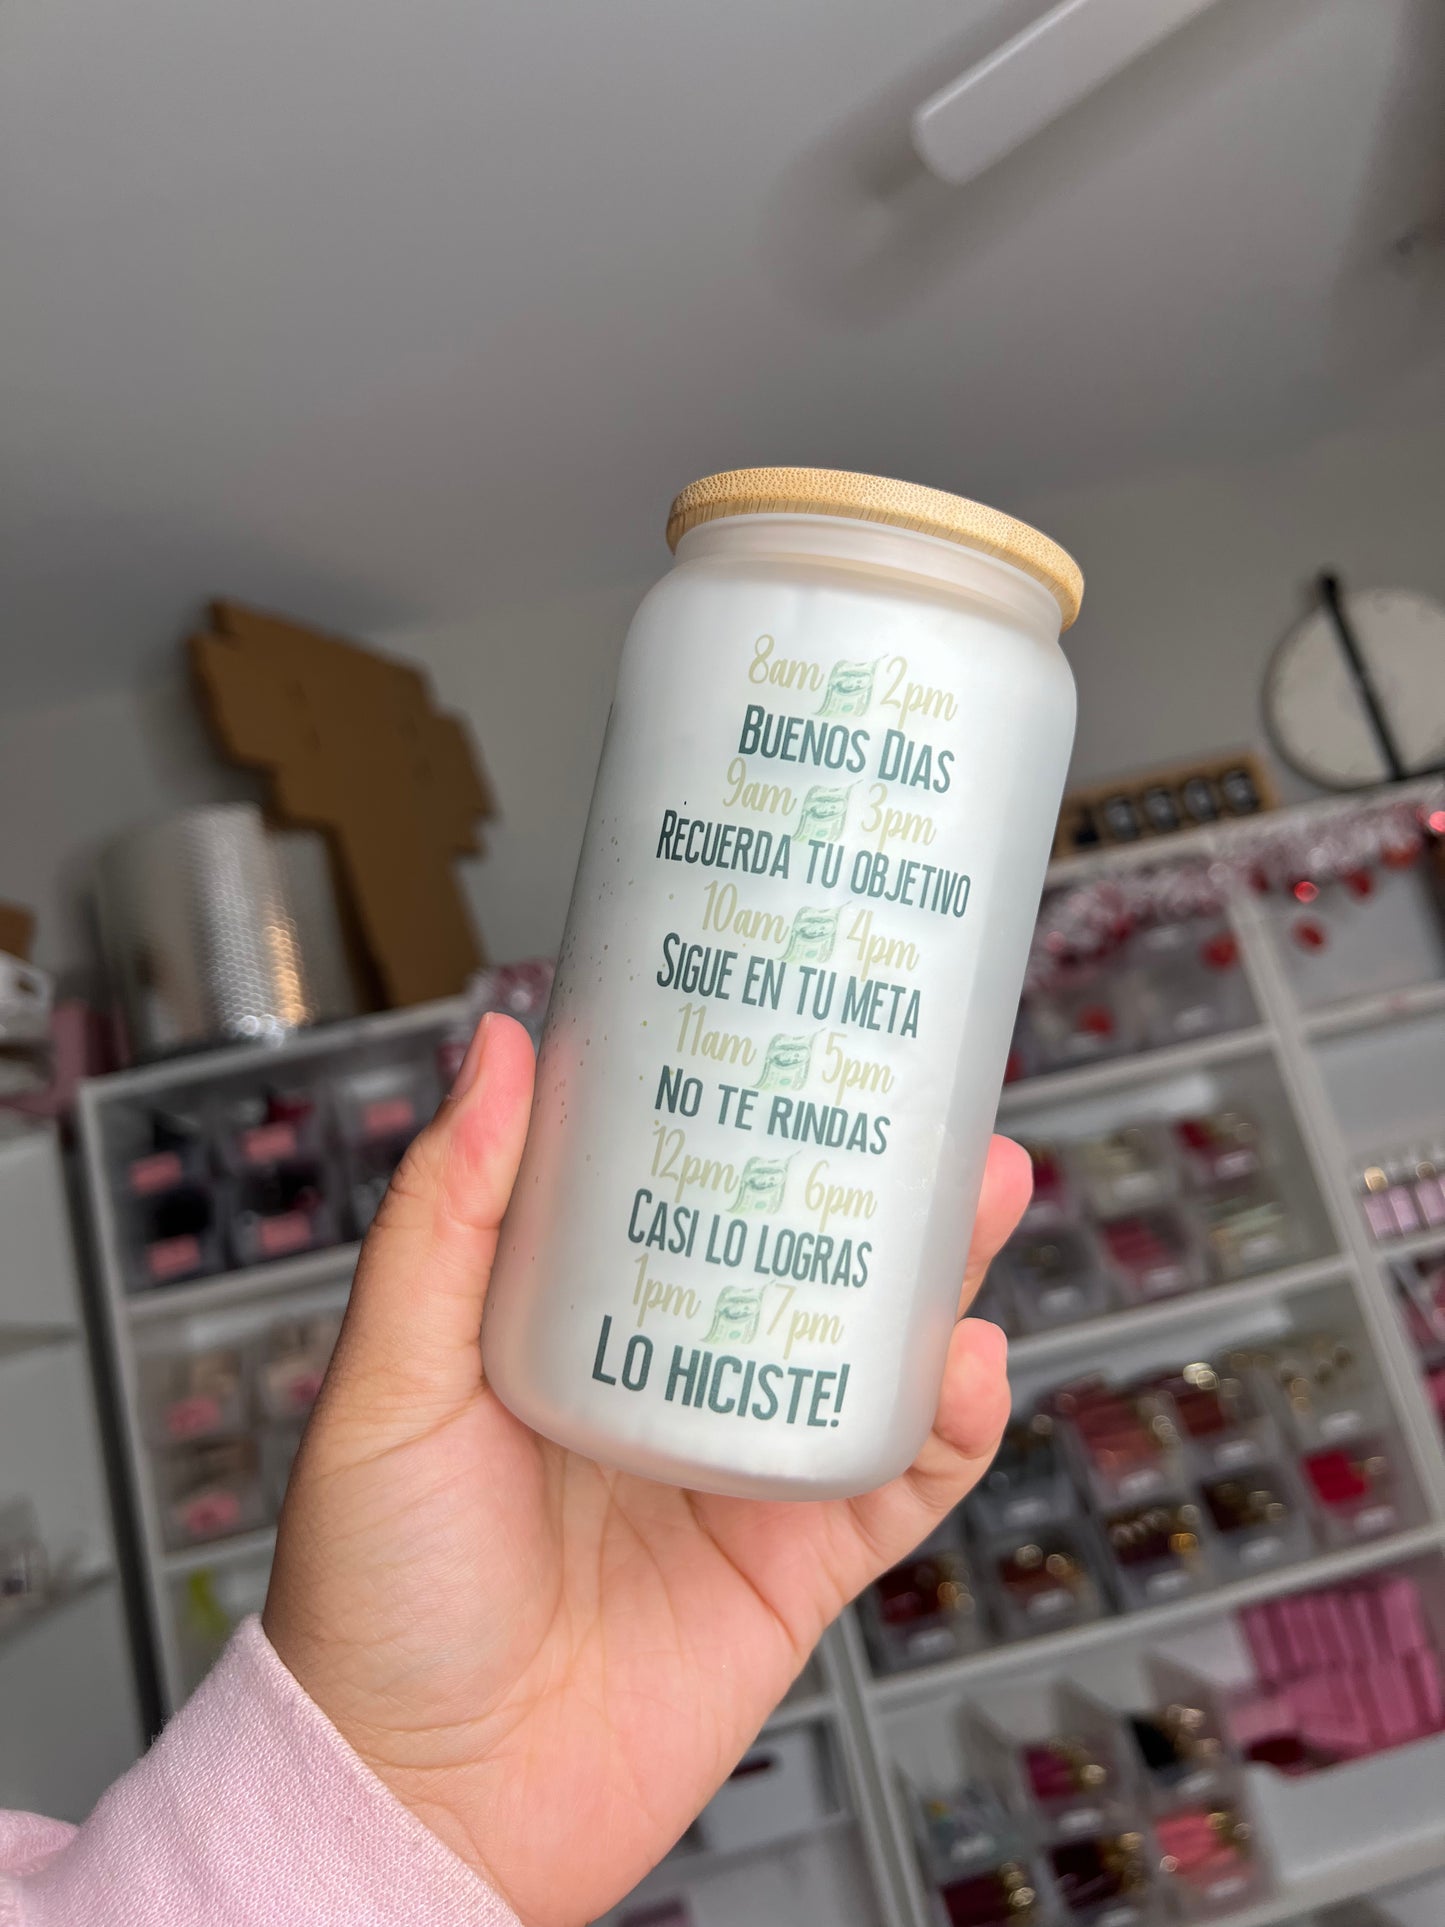 8am 2pm
BUENOS DIAS
9am 3pm
RECUERDA TU OBJETIVO
10am 4pm
SIGUE EN TU META
11am 5pm
NO TE RINDAS
12pm 6pm
CASI LO LOGRAS
1pm 7pm
LO HICISTE!